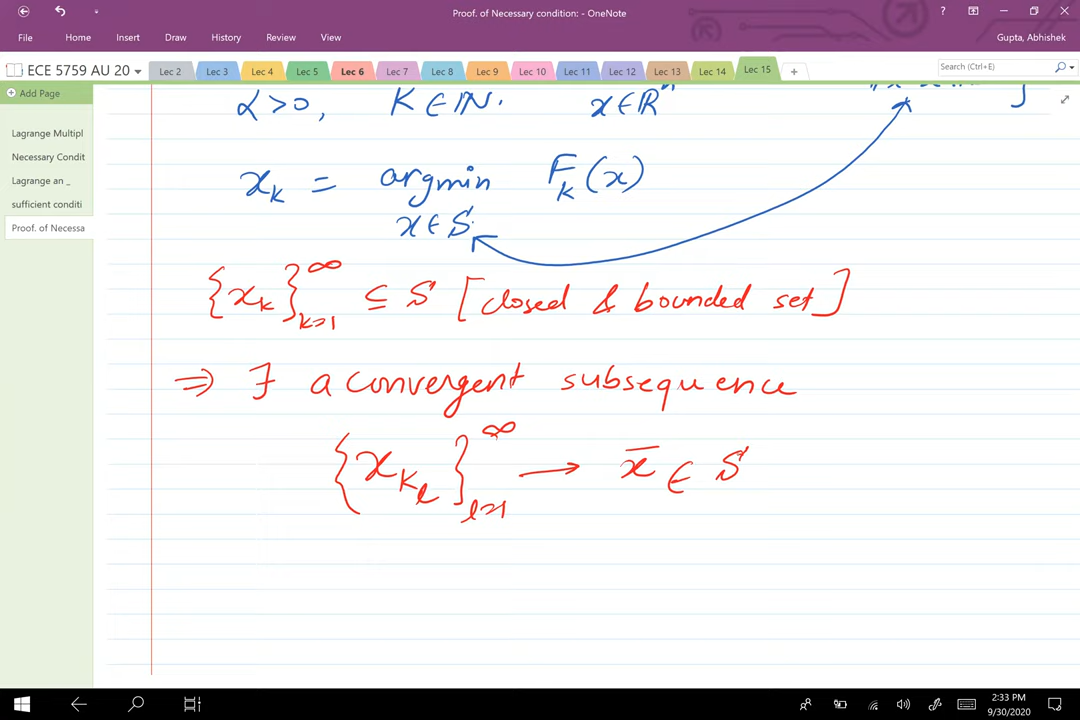 Proof. of Necessary condition: - OneNote
?
File Home Insert Draw History Review View Gupta, Abhishek
ECE 5759 AU 20 Lec 2 Lec 3 Lec 4 Lec 5 Lec 6 Lec 7 Lec 8 Lec 9 Lec 10 Lec 11 Lec 12 Lec 13 Lec 14 Lec 15 + Search (Ctrl+E)
Add Page
Lagrange Multipl
Necessary Condit
Lagrange an _
sufficient conditi
Proof. of Necessa
α>0, K∈ℕ. x∈ℝⁿ
x_k = argmin F_k(x)
x∈S
{x_k}_{k=1}^∞ ⊆ S [closed & bounded set]
⇒ ∃ a convergent subsequence
{x_{k_l}}_{l=1}^∞ → x̄ ∈ S
2:33 PM
9/30/2020